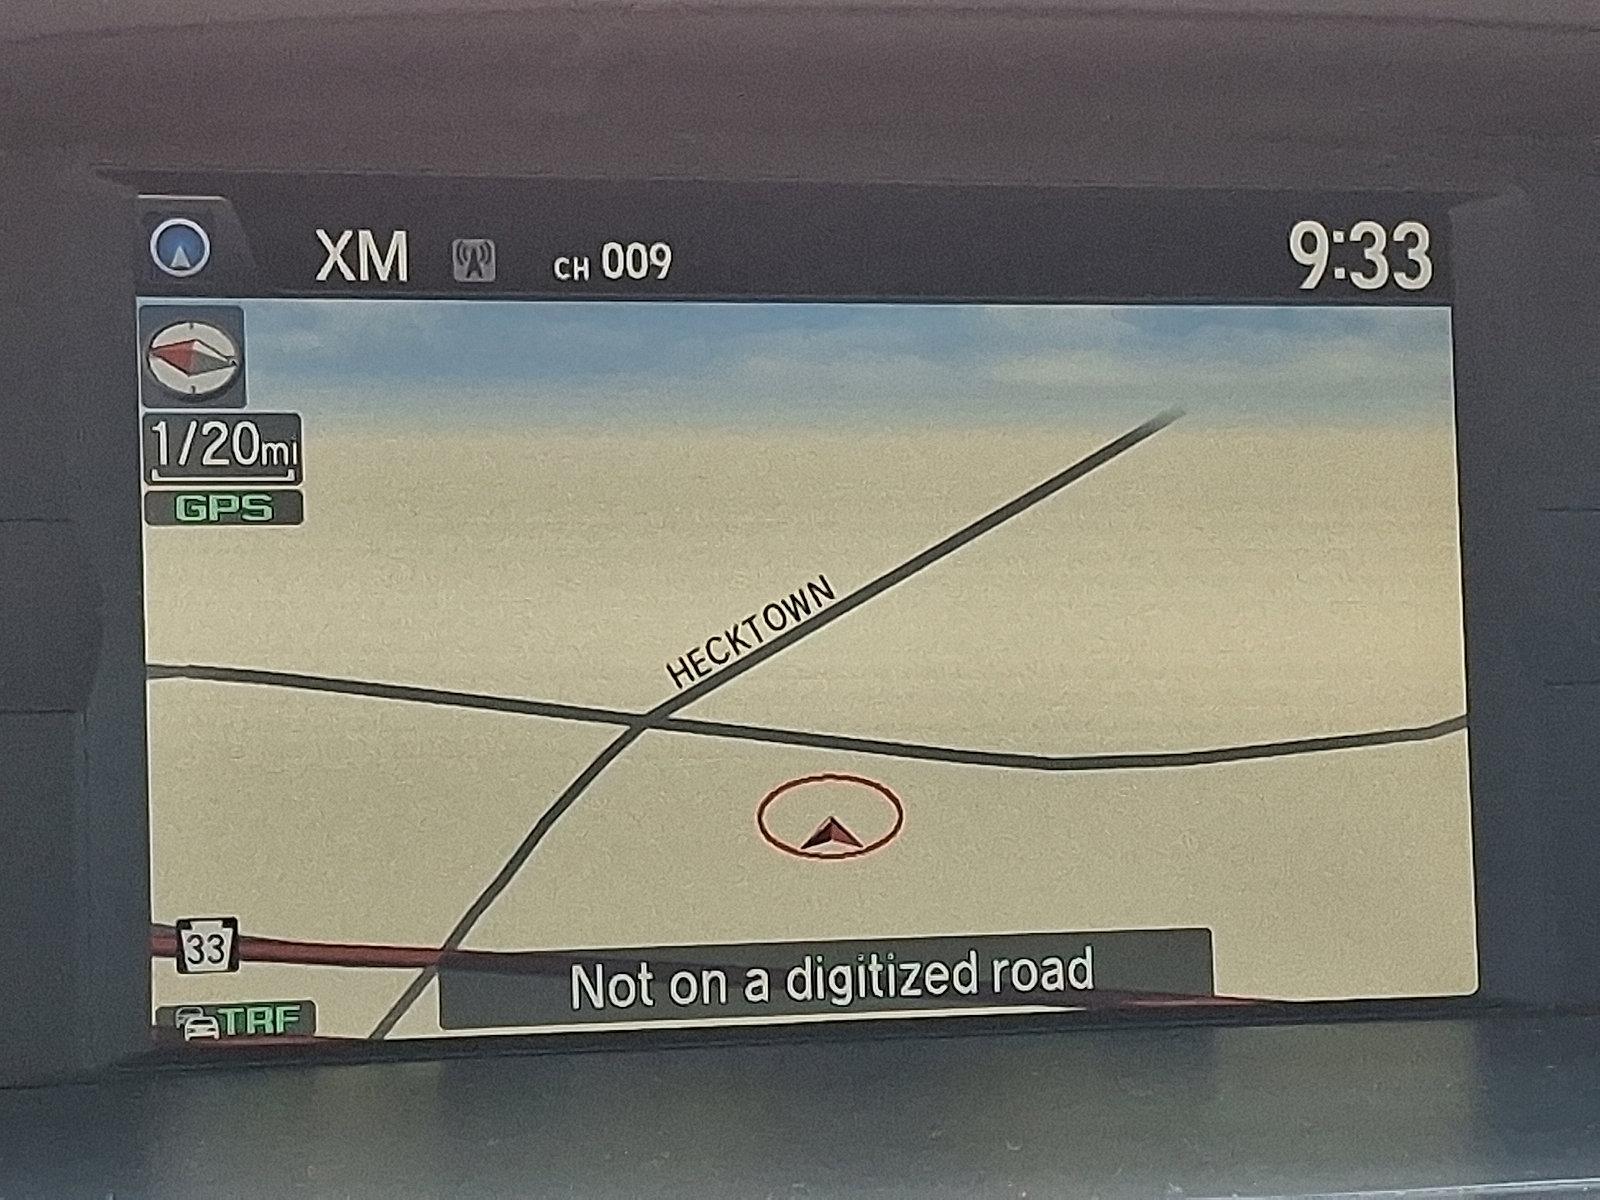 XM CH 009 9:33
1/20mi
GPS
HECKTOWN
33
Not on a digitized road
TRF